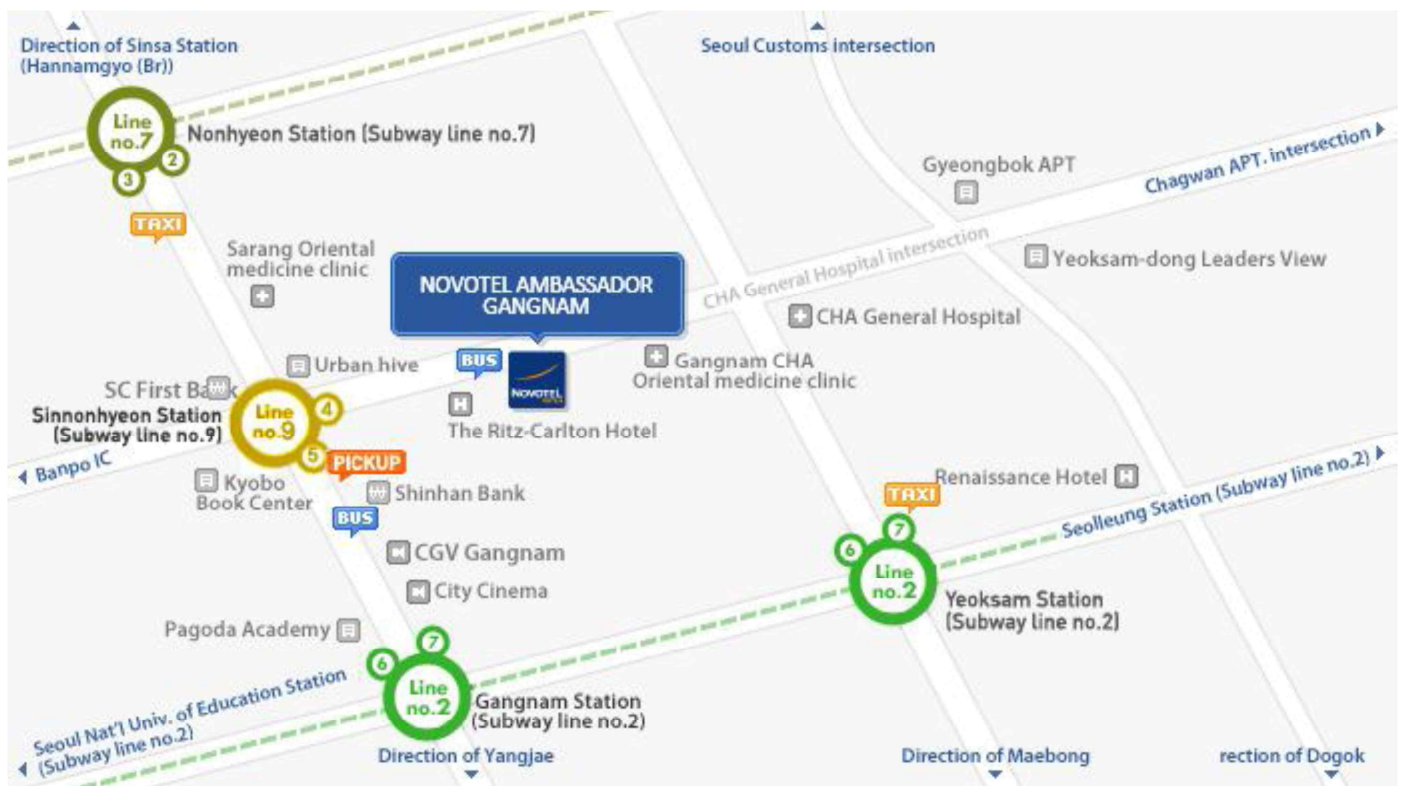 Direction of Sinsa Station
(Hannamgyo (Br))
Seoul Customs intersection
Line
no.7
2
3
Nonhyeon Station (Subway line no.7)
TAXI
Gyeongbok APT
Chagwan APT. intersection
Sarang Oriental
medicine clinic
NOVOTEL AMBASSADOR
GANGNAM
CHA General Hospital intersection
Yeoksam-dong Leaders View
CHA General Hospital
Urban hive
BUS
NOVOTEL
Gangnam CHA
Oriental medicine clinic
SC First Bank
Sinnonhyeon Station
(Subway line no.9)
Line
no.9
4
5
H
The Ritz-Carlton Hotel
Banpo IC
PICKUP
Kyobo
Book Center
Shinhan Bank
BUS
Renaissance Hotel
H
TAXI
Seolleung Station (Subway line no.2)
CGV Gangnam
City Cinema
6
7
Line
no.2
Yeoksam Station
(Subway line no.2)
Pagoda Academy
6
7
Line
no.2
Gangnam Station
(Subway line no.2)
Seoul Nat'l Univ. of Education Station
(Subway line no.2)
Direction of Yangjae
Direction of Maebong
rection of Dogok